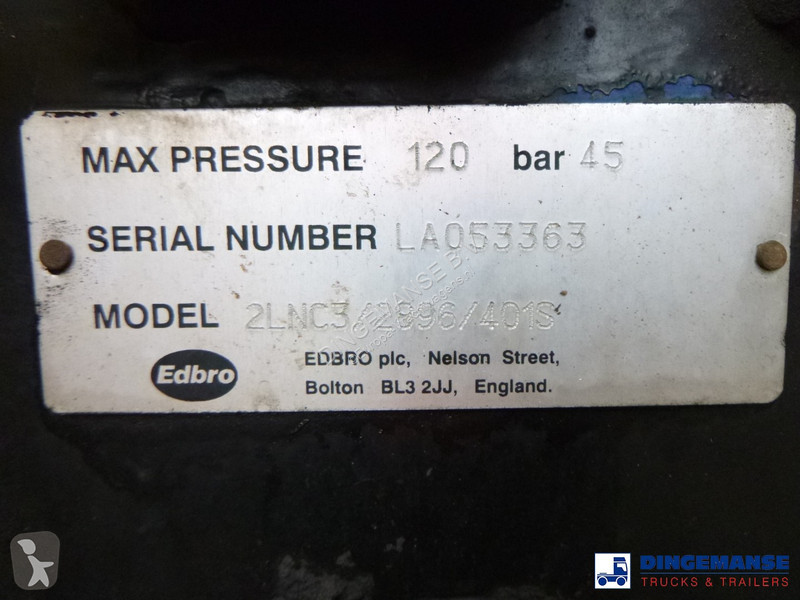 MAX PRESSURE 120 bar 45
SERIAL NUMBER LA053363
MODEL 2LNC3/2896/401S
Edbro
EDBRO plc, Nelson Street,
Bolton BL3 2JJ, England.
DINGEMANSE
TRUCKS & TRAILERS